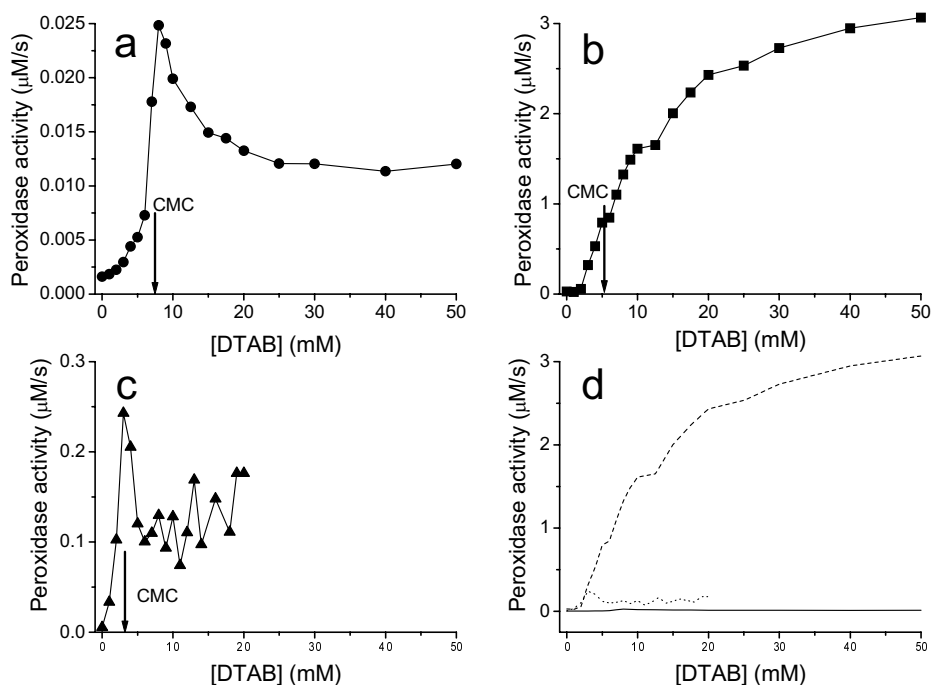 a
0.025
0.020
0.015
0.010
0.005
0.000
Peroxidase activity (μM/s)
CMC
0 10 20 30 40 50
[DTAB] (mM)
b
3
2
1
0
Peroxidase activity (μM/s)
CMC
0 10 20 30 40 50
[DTAB] (mM)
c
0.3
0.2
0.1
0.0
Peroxidase activity (μM/s)
CMC
0 10 20 30 40 50
[DTAB] (mM)
d
3
2
1
0
Peroxidase activity (μM/s)
0 10 20 30 40 50
[DTAB] (mM)